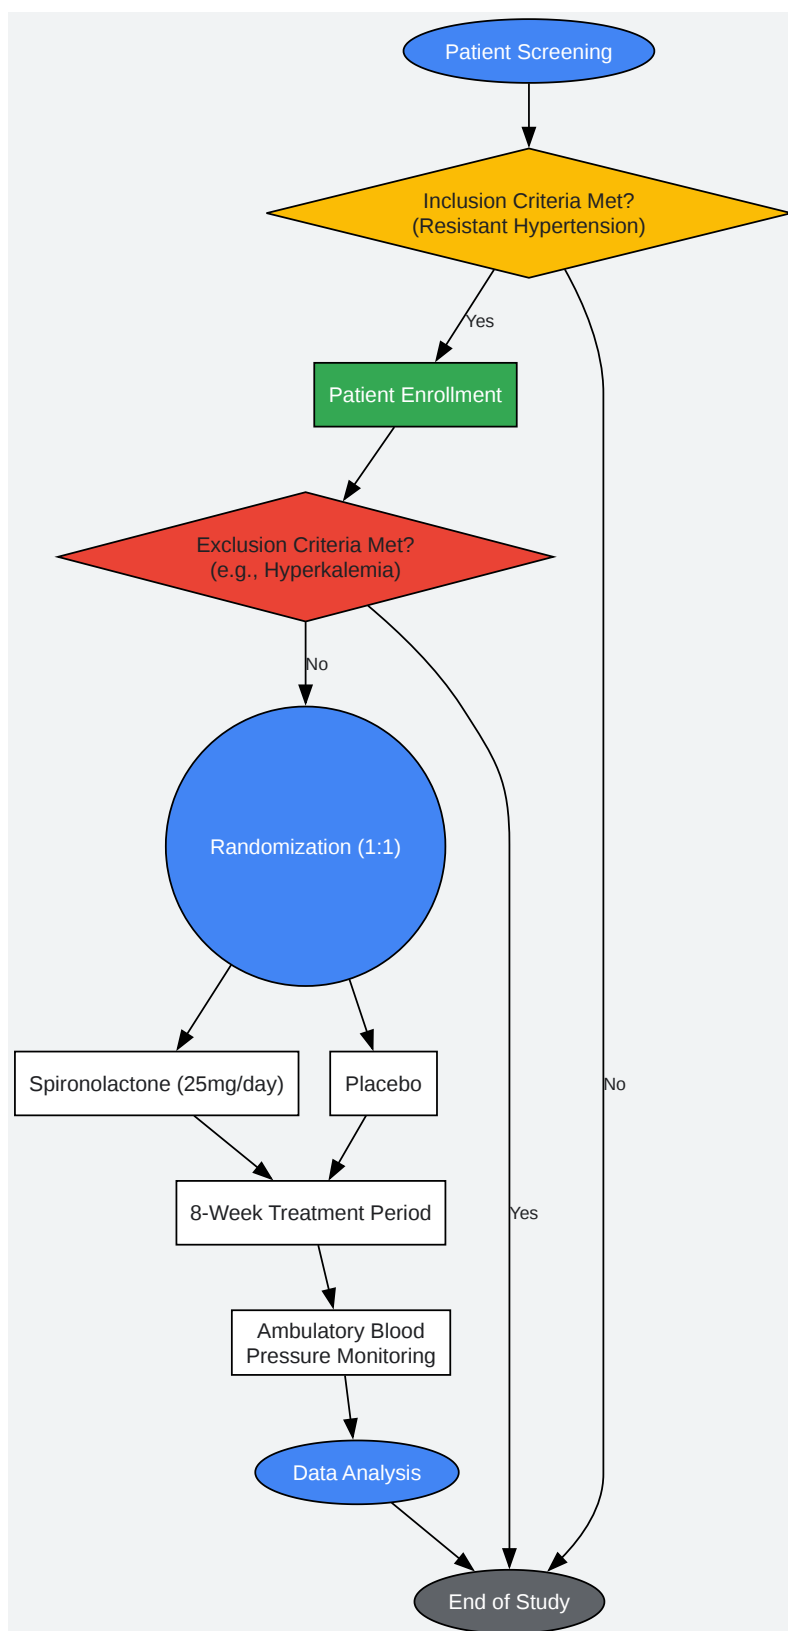 Patient Screening
Inclusion Criteria Met?
(Resistant Hypertension)
Yes
Patient Enrollment
Exclusion Criteria Met?
(e.g., Hyperkalemia)
No
Randomization (1:1)
Spironolactone (25mg/day)
Placebo
No
8-Week Treatment Period
Yes
Ambulatory Blood
Pressure Monitoring
Data Analysis
End of Study